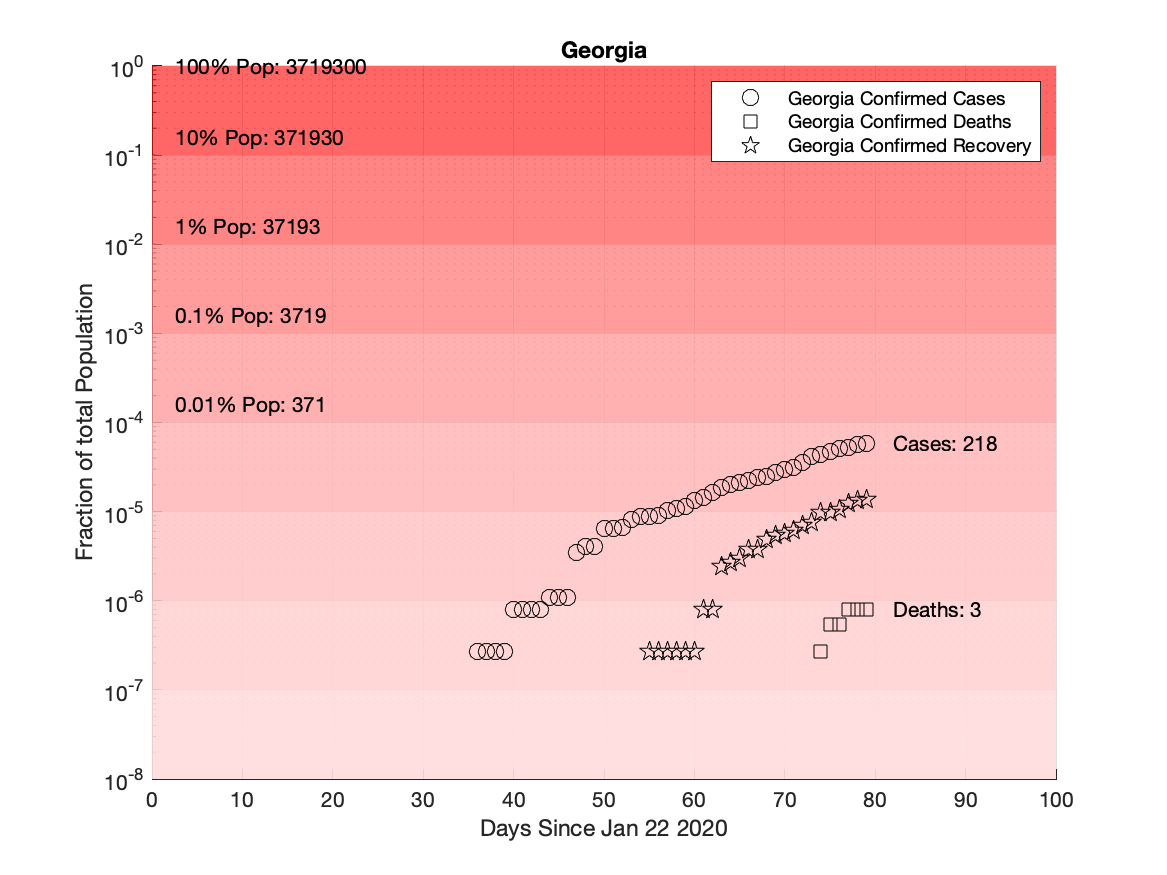 Georgia
10^0
100% Pop: 3719300
Georgia Confirmed Cases
Georgia Confirmed Deaths
Georgia Confirmed Recovery
10% Pop: 371930
10^-1
1% Pop: 37193
10^-2
0.1% Pop: 3719
10^-3
0.01% Pop: 371
10^-4
Cases: 218
10^-5
10^-6
Deaths: 3
10^-7
10^-8
Fraction of total Population
0 10 20 30 40 50 60 70 80 90 100
Days Since Jan 22 2020